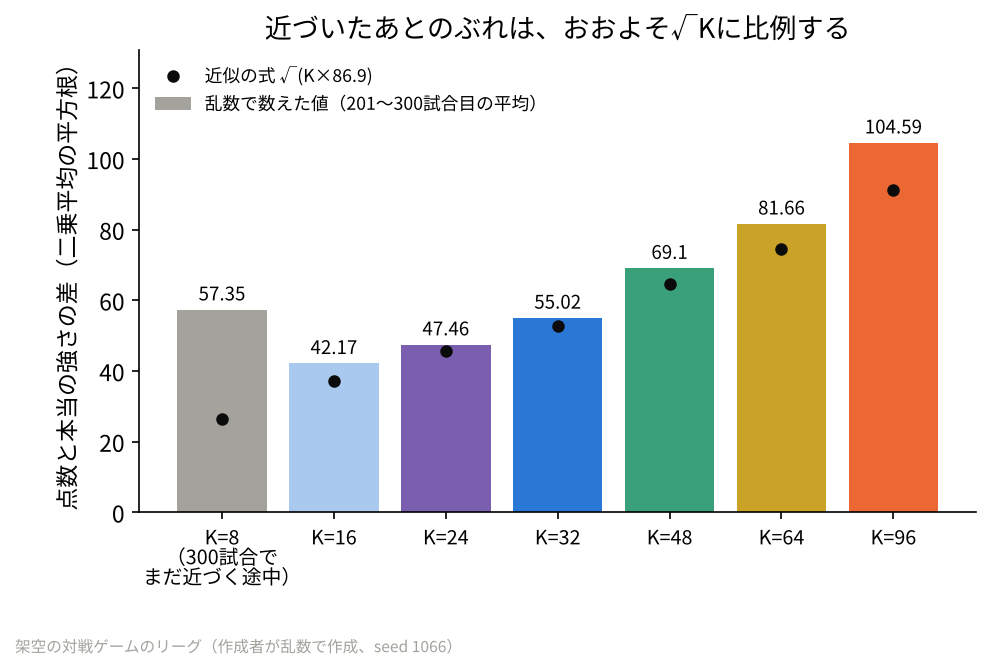 近づいたあとのぶれは、おおよそ√Kに比例する
近似の式 √(K×86.9)
乱数で数えた値（201～300試合目の平均）
点数と本当の強さの差（二乗平均の平方根）
120
100
80
60
40
20
0
57.35
42.17
47.46
55.02
69.1
81.66
104.59
K=8
（300試合で
まだ近づく途中）
K=16
K=24
K=32
K=48
K=64
K=96
架空の対戦ゲームのリーグ（作成者が乱数で作成、seed 1066）